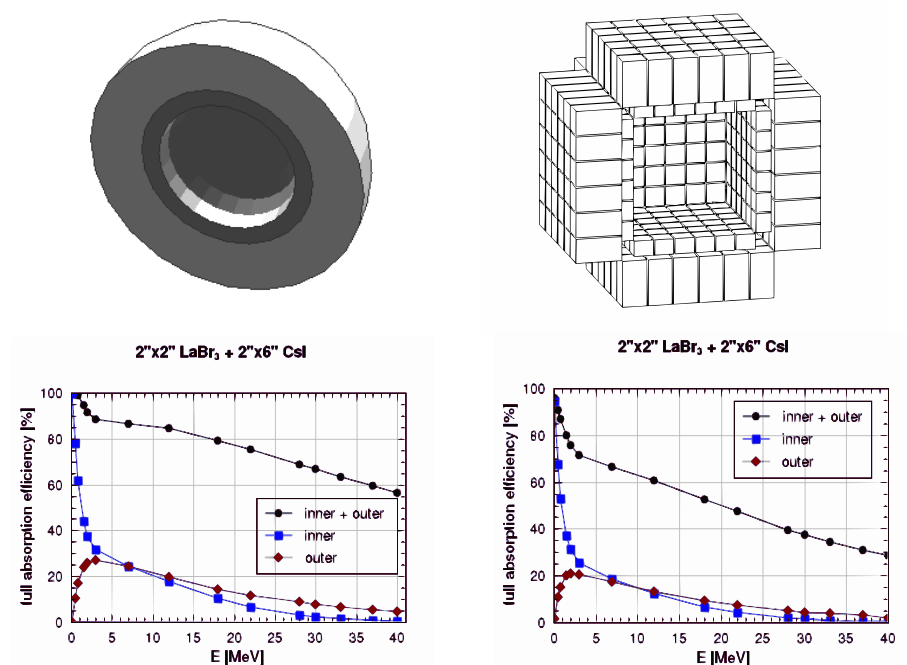 2"x2" LaBr₃ + 2"x6" CsI
full absorption efficiency [%]
100
80
60
40
20
0
inner + outer
inner
outer
0 5 10 15 20 25 30 35 40
E [MeV]
2"x2" LaBr₃ + 2"x6" CsI
full absorption efficiency [%]
100
80
60
40
20
0
inner + outer
inner
outer
0 5 10 15 20 25 30 35 40
E [MeV]